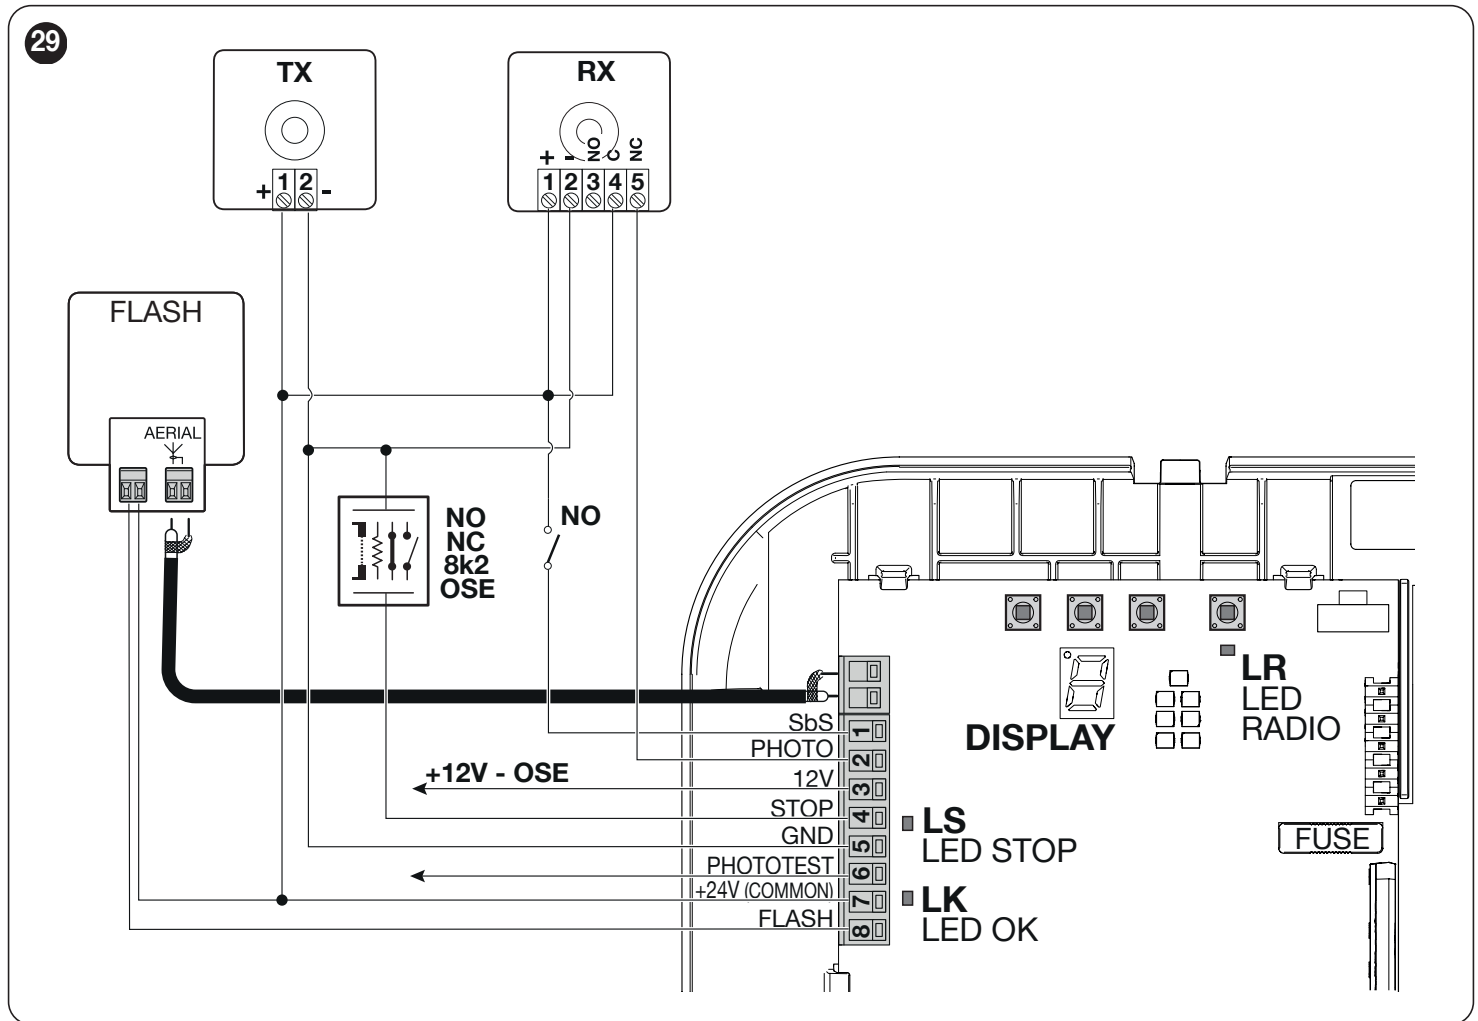 29
TX
+ 1 2 -
RX
+ - NO C NC
1 2 3 4 5
FLASH
AERIAL
NO
NC
8k2
OSE
NO
SbS 1
PHOTO 2
+12V - OSE
12V 3
STOP 4
GND 5
PHOTOTEST 6
+24V (COMMON) 7
FLASH 8
DISPLAY
LR
LED
RADIO
LS
LED STOP
LK
LED OK
FUSE